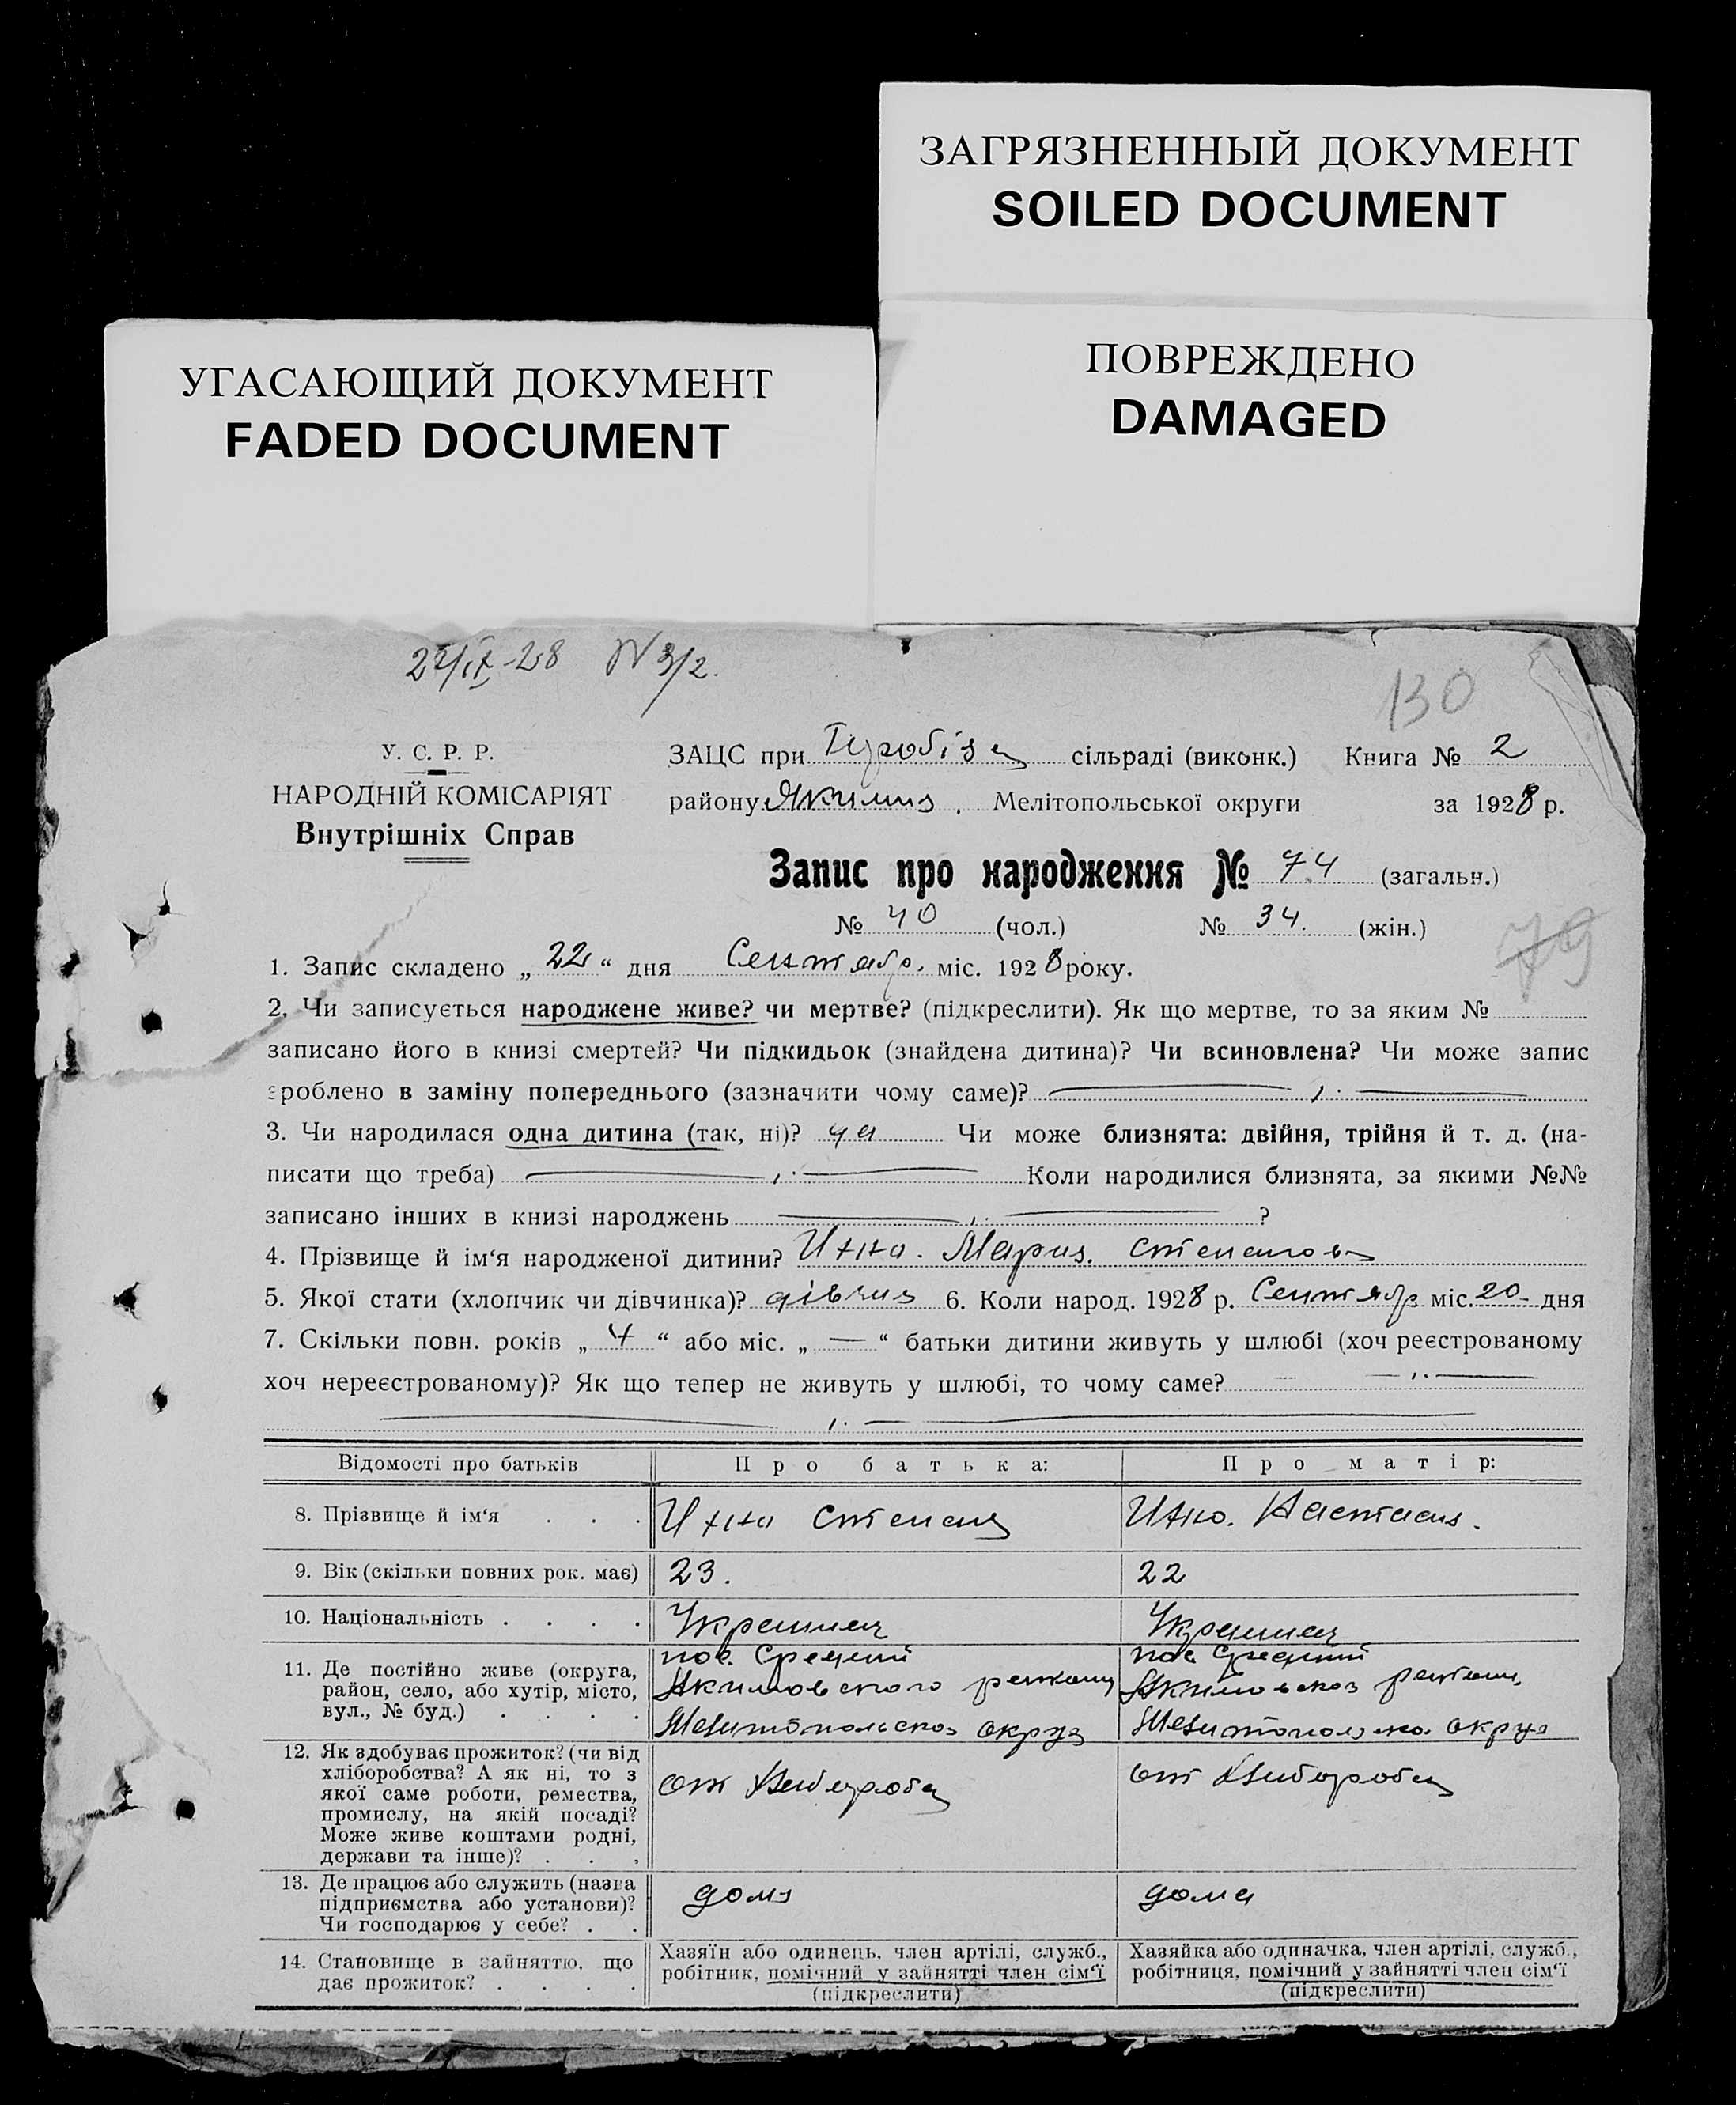 ЗАГРЯЗНЕННЫЙ ДОКУМЕНТ
SOILED DOCUMENT
УГАСАЮЩИЙ ДОКУМЕНТ
FADED DOCUMENT
ПОВРЕЖДЕНО
DAMAGED
130
У. С. Р. Р.
НАРОДНІЙ КОМІСАРІЯТ
Внутрішніх Справ
ЗАЦС при сільраді (виконк.) Книга № 2
району Мелітопольської округи за 1928 р.
Запис про народження № 74 (загальн.)
№ 40 (чол.) № 34. (жін.)
79
1. Запис складено „ 22 “ дня Сентябр. міс. 1928 року.
2. Чи записується народжене живе? чи мертве? (підкреслити). Як що мертве, то за яким №
записано його в книзі смертей? Чи підкидьок (знайдена дитина)? Чи всиновлена? Чи може запис
зроблено в заміну попереднього (зазначити чому саме)?
3. Чи народилася одна дитина (так, ні)? Чи може близнята: двійня, трійня й т. д. (на-
писати що треба) Коли народилися близнята, за якими №№
записано інших в книзі народжень ?
4. Прізвище й ім‘я народженої дитини? Мария.
5. Якої стати (хлопчик чи дівчинка)? 6. Коли народ. 1928 р. Сентябр міс. 20 дня
7. Скільки повн. років „ 4 “ або міс. „ — “ батьки дитини живуть у шлюбі (хоч реєстрованому
хоч нереєстрованому)? Як що тепер не живуть у шлюбі, то чому саме?
Відомості про батьків Про батька: Про матір:
8. Прізвище й ім‘я Степан
9. Вік (скільки повних рок. має) 23. 22
10. Національність
11. Де постійно живе (округа, район, село, або хутір, місто, вул., № буд.) пос.
12. Як здобуває прожиток? (чи від хліборобства? А як ні, то з якої саме роботи, ремества, промислу, на якій посаді? Може живе коштами родні, держави та інше)? от от
13. Де працює або служить (назва підприємства або установи)? Чи господарює у себе? дома дома
14. Становище в зайняттю, що дає прожиток? Хазяїн або одинець, член артілі, служб., робітник, помічний у зайнятті член сім‘ї (підкреслити) Хазяйка або одиначка, член артілі, служб., робітниця, помічний у зайнятті член сім‘ї (підкреслити)